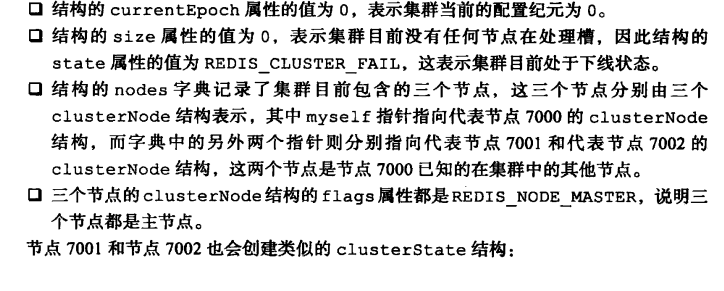 ❑ 结构的 currentEpoch 属性的值为 0，表示集群当前的配置纪元为 0。
❑ 结构的 size 属性的值为 0，表示集群目前没有任何节点在处理槽，因此结构的
state 属性的值为 REDIS_CLUSTER_FAIL，这表示集群目前处于下线状态。
❑ 结构的 nodes 字典记录了集群目前包含的三个节点，这三个节点分别由三个
clusterNode 结构表示，其中 myself 指针指向代表节点 7000 的 clusterNode
结构，而字典中的另外两个指针则分别指向代表节点 7001 和代表节点 7002 的
clusterNode 结构，这两个节点是节点 7000 已知的在集群中的其他节点。
❑ 三个节点的 clusterNode 结构的 flags 属性都是 REDIS_NODE_MASTER，说明三
个节点都是主节点。
节点 7001 和节点 7002 也会创建类似的 clusterState 结构：